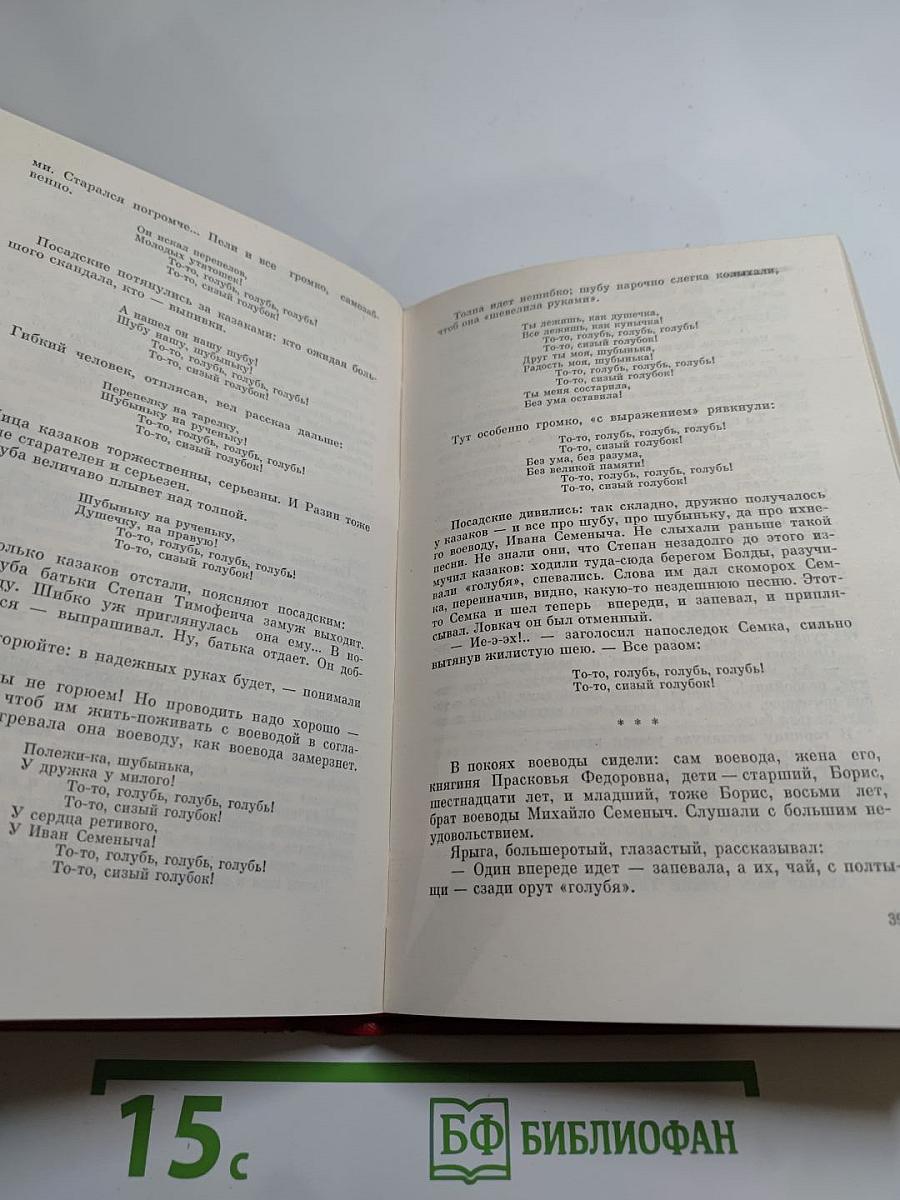 ми. Старался погромче... Пели и все громко, самозаб-
венно.
Он искал перепелов,
Молодых утятошек!
То-то, голубь, голубь, голубь!
То-то, сизый голубок!
Посадские потянулись за казаками: кто ожидая боль-
шого скандала, кто — выпивки.
А нашел он нашу шубу!
Шубу нашу, шубыньку!
То-то, голубь, голубь, голубь!
То-то, сизый голубок!
Гибкий человек, отплясав, вел рассказ дальше:
Перепелку на тарелку,
Шубыньку на рученьку!
То-то, голубь, голубь, голубь!
То-то, сизый голубок!
казаков торжественны, серьезны. И Разин тоже
старателен и серьезен.
величаво плывет над толпой.
Шубыньку на рученьку,
Душечку, на правую!
То-то, голубь, голубь, голубь!
То-то, сизый голубок!
казаков отстали, поясняют посадским:
батьки Степан Тимофеича замуж выходит.
Шибко уж приглянулась она ему... В но-
— выпрашивал. Ну, батька отдает. Он доб-
в надежных руках будет, — понимали
не горюем! Но проводить надо хорошо —
чтоб им жить-поживать с воеводой в согла-
она воеводу, как воевода замерзнет.
Полежи-ка, шубынька,
У дружка у милого!
То-то, голубь, голубь, голубь!
То-то, сизый голубок!
У сердца ретивого,
У Иван Семеныча!
То-то, голубь, голубь, голубь!
То-то, сизый голубок!
Толпа идет нешибко; шубу нарочно слегка колыхали,
чтоб она «шевелила руками».
Ты лежишь, как душечка,
Все лежишь, как кунычка!
То-то, голубь, голубь, голубь!
То-то, сизый голубок!
Друг ты моя, шубынька,
Радость моя, шубынька!
То-то, голубь, голубь, голубь!
То-то, сизый голубок!
Ты меня состарила,
Без ума оставила!
Тут особенно громко, «с выражением» рявкнули:
То-то, голубь, голубь, голубь!
То-то, сизый голубок!
Без ума, без разума,
Без великой памяти!
То-то, голубь, голубь, голубь!
То-то, сизый голубок!
Посадские дивились: так складно, дружно получалось
у казаков — и все про шубу, про шубыньку, да про ихне-
го воеводу, Ивана Семеныча. Не слыхали раньше такой
песни. Не знали они, что Степан незадолго до этого из-
мучил казаков: ходили туда-сюда берегом Болды, разучи-
вали «голубя», спевались. Слова им дал скоморох Сем-
ка, переиначив, видно, какую-то нездешнюю песню. Этот-
то Семка и шел теперь впереди, и запевал, и припля-
сывал. Ловкач он был отменный.
— Ие-э-эх!.. — заголосил напоследок Семка, сильно
вытянув жилистую шею. — Все разом:
То-то, голубь, голубь, голубь!
То-то, сизый голубок!
* * *
В покоях воеводы сидели: сам воевода, жена его,
княгиня Прасковья Федоровна, дети — старший, Борис,
шестнадцати лет, и младший, тоже Борис, восьми лет,
брат воеводы Михайло Семеныч. Слушали с большим не-
удовольствием.
Ярыга, большеротый, глазастый, рассказывал:
— Один впереде идет — запевала, а их, чай, с полты-
щи — сзади орут «голубя».
15 с
БФ БИБЛИОФАН